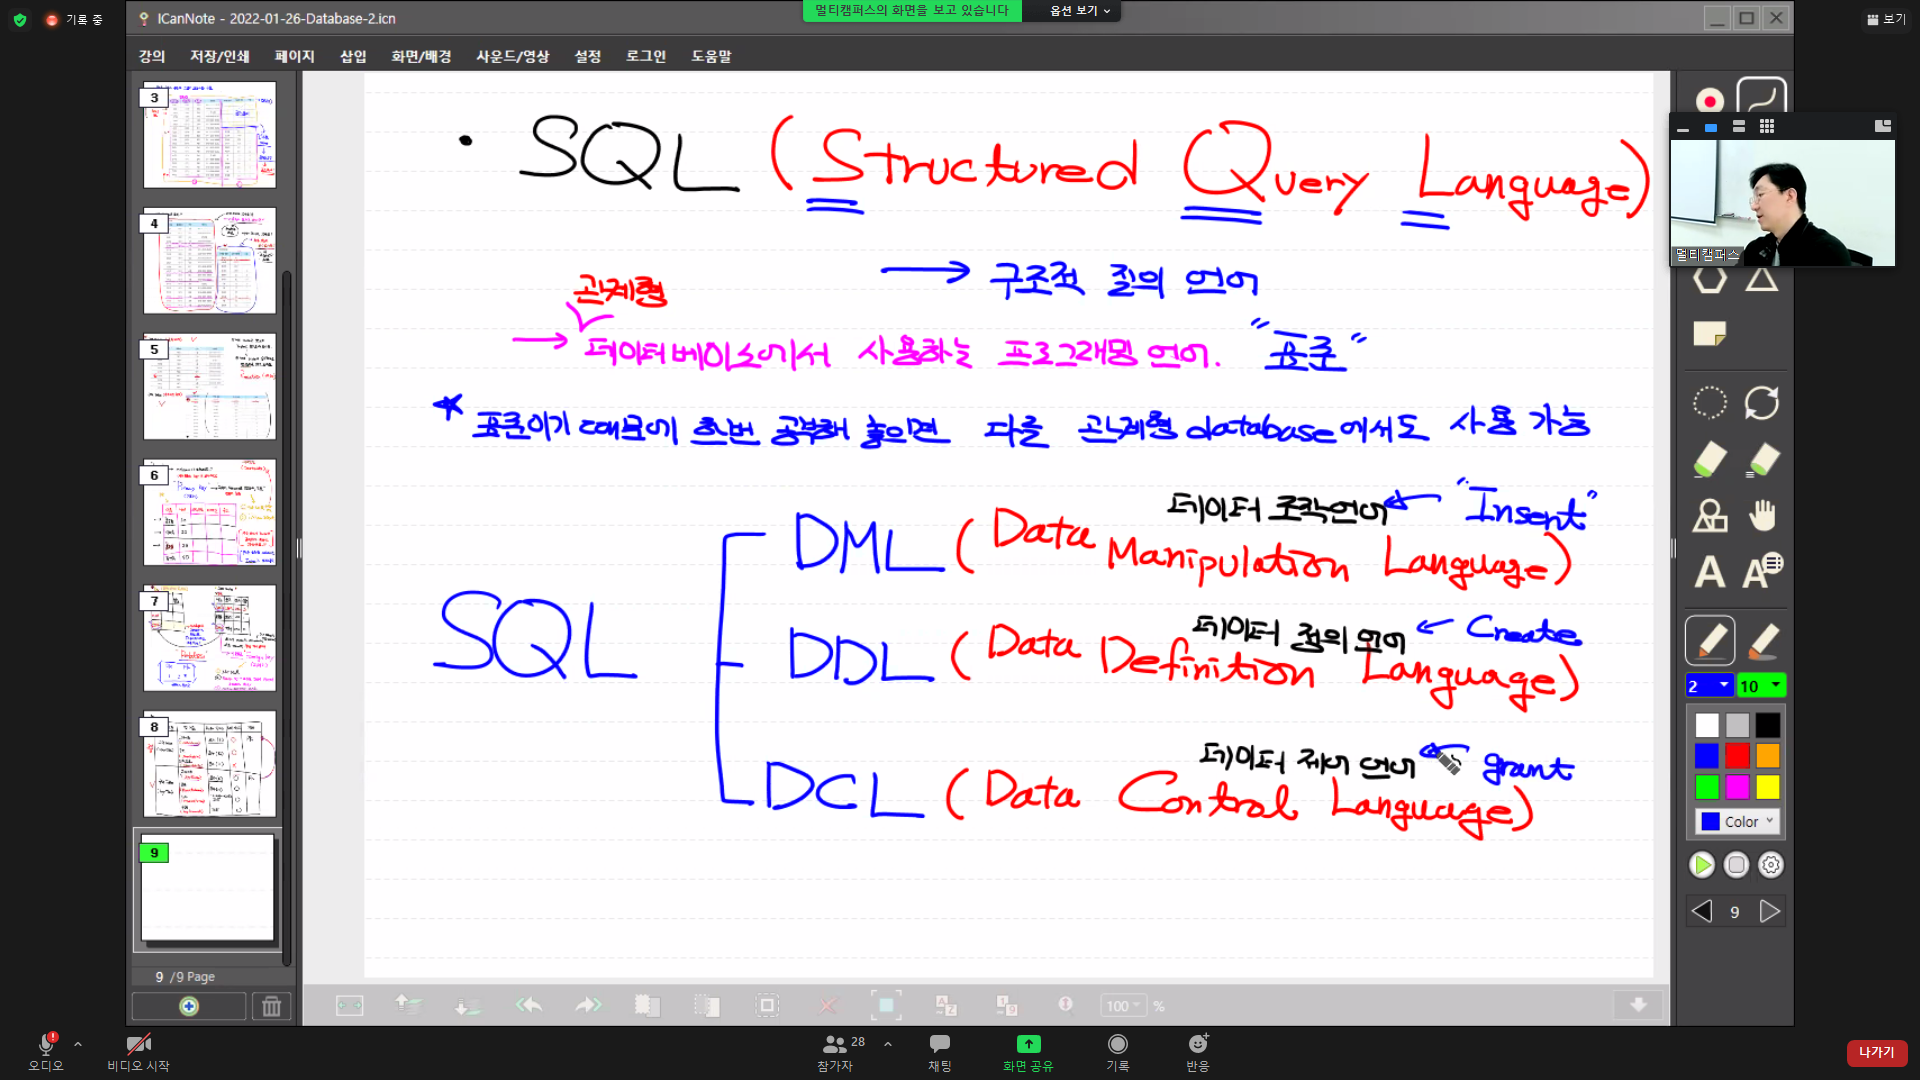 기록 중
ICanNote - 2022-01-26-Database-2.icn
멀티캠퍼스의 화면을 보고 있습니다
옵션 보기
보기
강의 저장/인쇄 페이지 삽입 화면/배경 사운드/영상 설정 로그인 도움말
3
4
5
6
7
8
9
9 /9 Page
• SQL (Structured Query Language)
→ 구조적 질의 언어
관계형
→ 데이터베이스에서 사용하는 프로그래밍 언어. "표준"
* 표준이기 때문에 한번 공부해 놓으면 다른 관계형 database에서도 사용 가능
데이터 조작언어 ← "Insert"
DML (Data Manipulation Language)
데이터 정의 언어 ← Create
SQL
DDL (Data Definition Language)
데이터 제어 언어 ← grant
DCL (Data Control Language)
멀티캠퍼스
A A
2 10
Color
9
100 %
오디오
비디오 시작
참가자 28
채팅
화면 공유
기록
반응
나가기